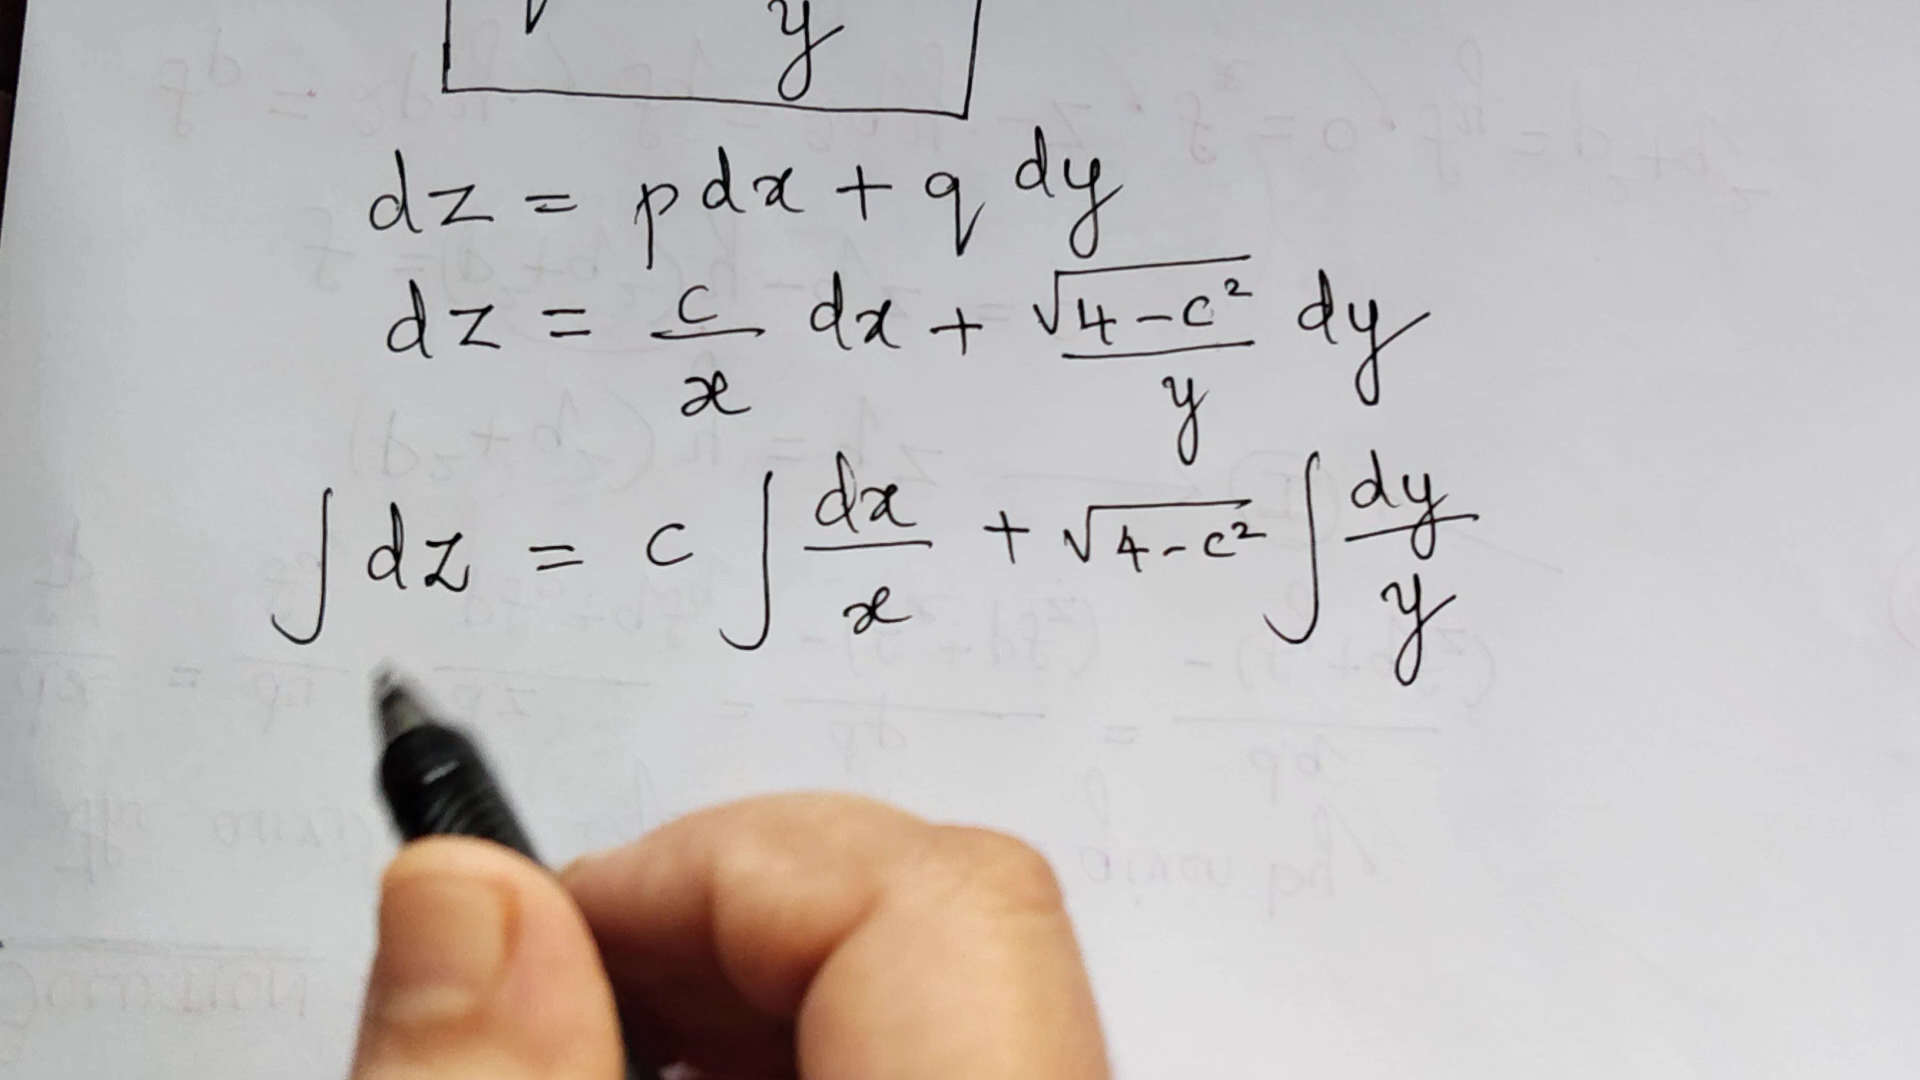 y
dz = p dx + q dy
dz = c/x dx + √(4-c²)/y dy
∫ dz = c ∫ dx/x + √(4-c²) ∫ dy/y